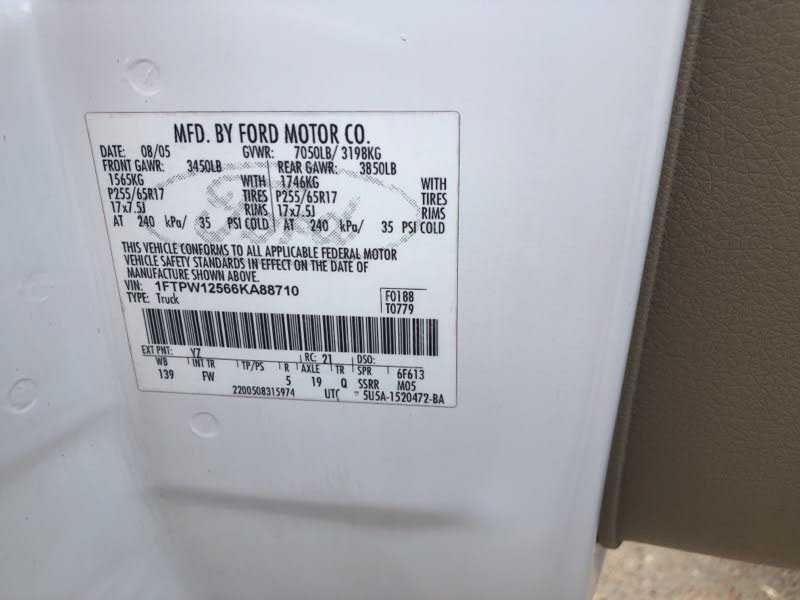 MFD. BY FORD MOTOR CO.
DATE: 08/05 GVWR: 7050LB/ 3198KG
FRONT GAWR: 3450LB REAR GAWR: 3850LB
1565KG WITH 1746KG WITH
P255/65R17 TIRES P255/65R17 TIRES
17x7.5J RIMS 17x7.5J RIMS
AT 240 kPa/ 35 PSI COLD AT 240 kPa/ 35 PSI COLD
Ford
THIS VEHICLE CONFORMS TO ALL APPLICABLE FEDERAL MOTOR
VEHICLE SAFETY STANDARDS IN EFFECT ON THE DATE OF
MANUFACTURE SHOWN ABOVE.
VIN: 1FTPW12566KA88710 F0188
TYPE: Truck T0779
EXT PNT: YZ RC: 21 DSO:
WB INT TR TP/PS R AXLE TR SPR 6F613
139 FW 5 19 Q SSRR M05
2200508315974 UTC 5U5A-1520472-BA